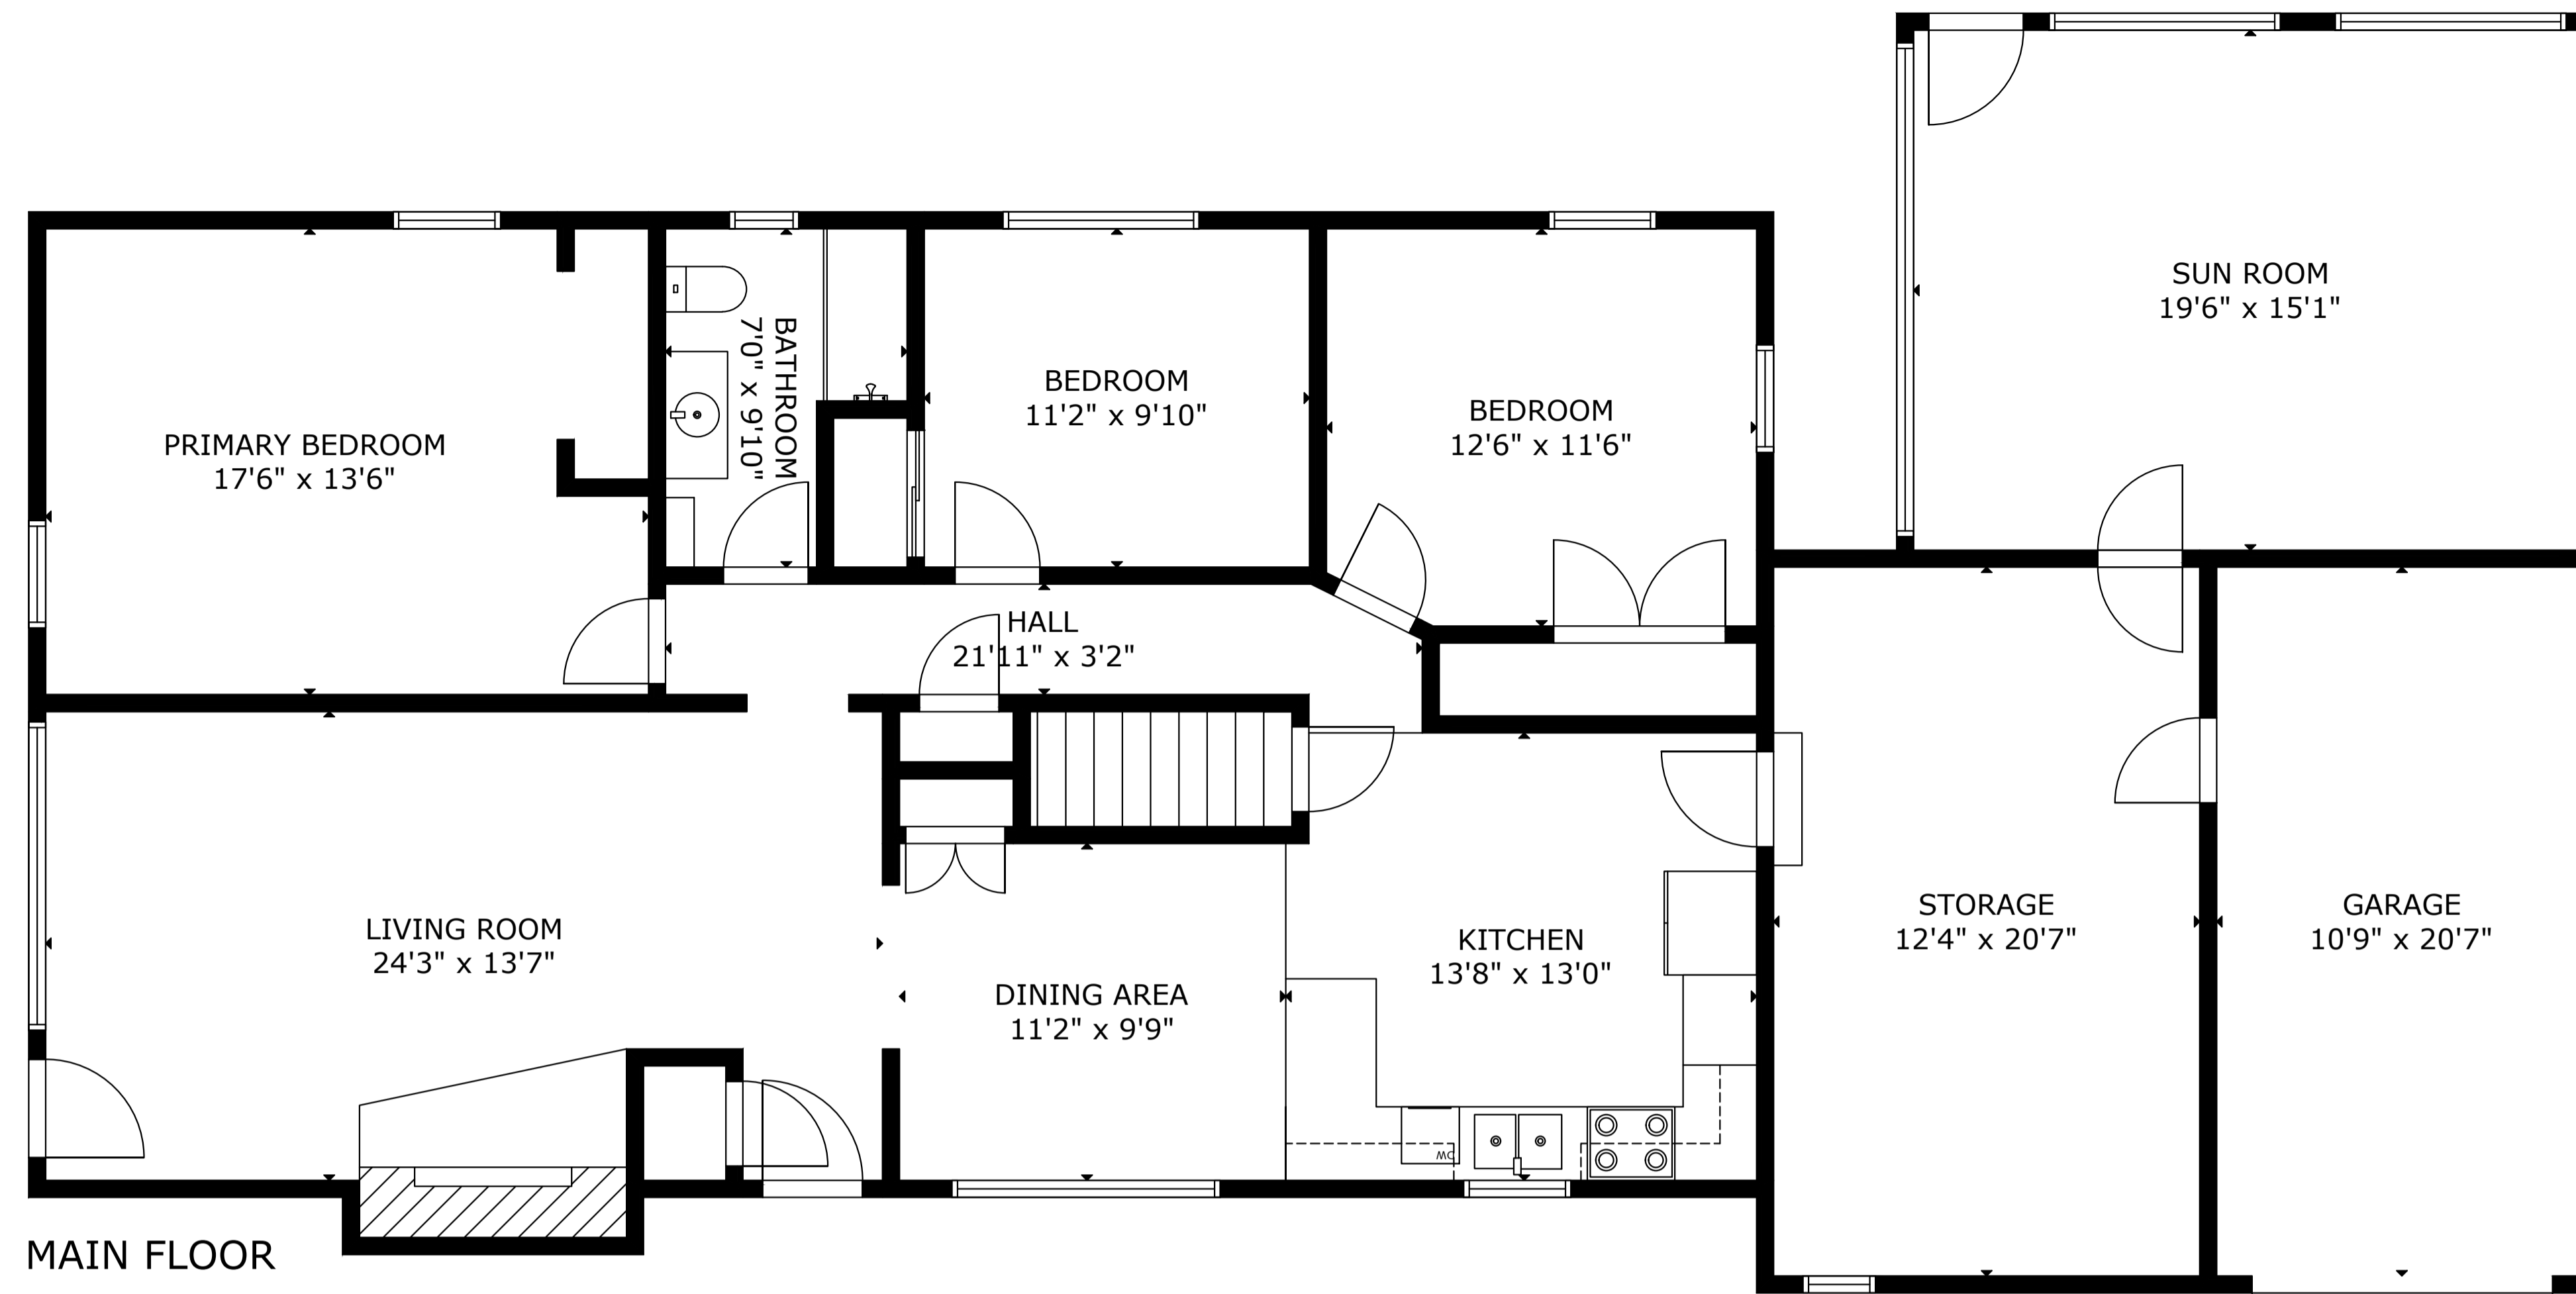 SUN ROOM
19'6" x 15'1"
PRIMARY BEDROOM
17'6" x 13'6"
BATHROOM
7'0" x 9'10"
BEDROOM
11'2" x 9'10"
BEDROOM
12'6" x 11'6"
HALL
21'11" x 3'2"
LIVING ROOM
24'3" x 13'7"
DINING AREA
11'2" x 9'9"
KITCHEN
13'8" x 13'0"
STORAGE
12'4" x 20'7"
GARAGE
10'9" x 20'7"
DW
MAIN FLOOR